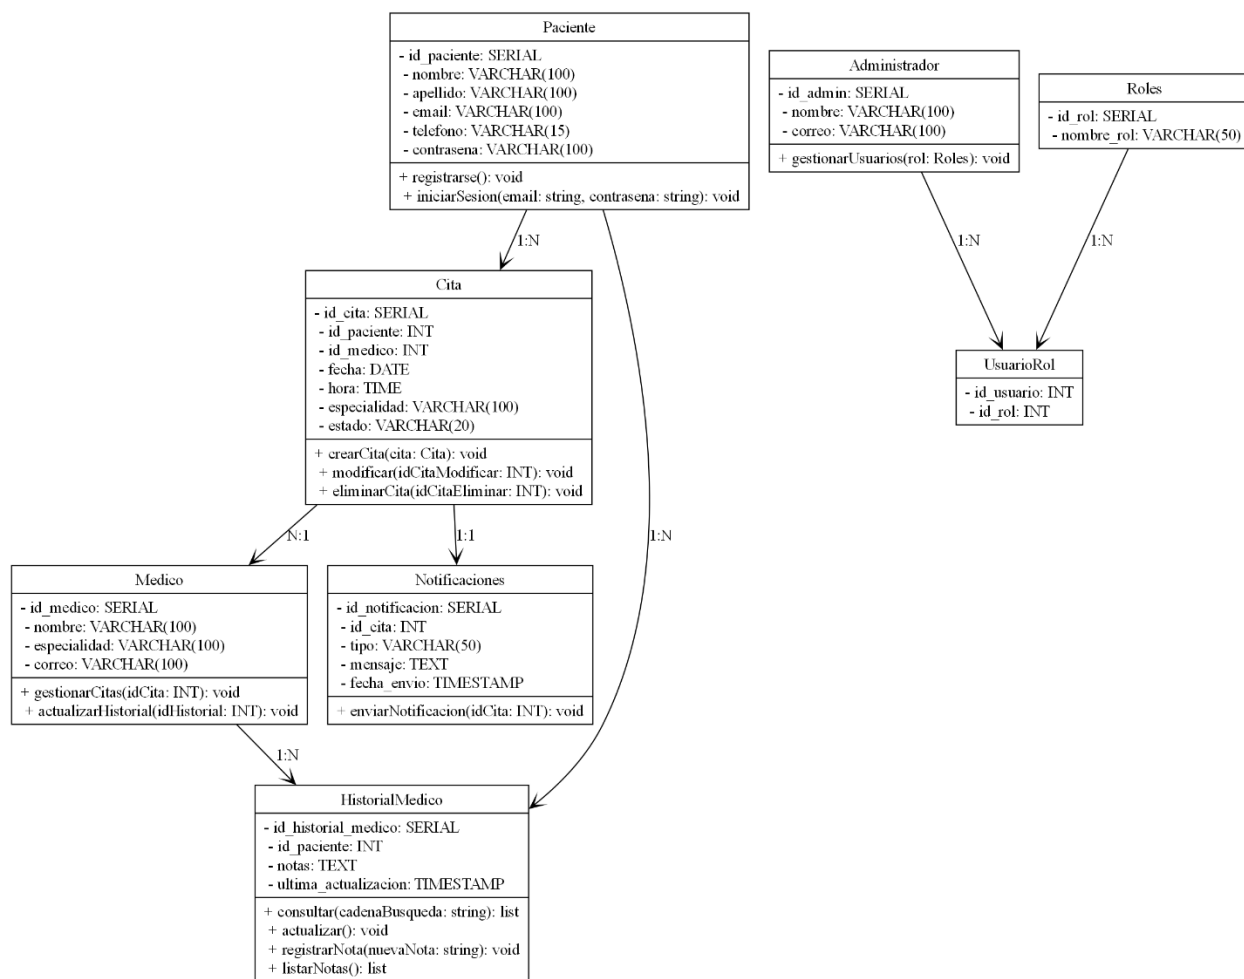 Paciente
- id_paciente: SERIAL
- nombre: VARCHAR(100)
- apellido: VARCHAR(100)
- email: VARCHAR(100)
- telefono: VARCHAR(15)
- contrasena: VARCHAR(100)
+ registrarse(): void
+ iniciarSesion(email: string, contrasena: string): void
Administrador
- id_admin: SERIAL
- nombre: VARCHAR(100)
- correo: VARCHAR(100)
+ gestionarUsuarios(rol: Roles): void
Roles
- id_rol: SERIAL
- nombre_rol: VARCHAR(50)
1:N
1:N
1:N
Cita
- id_cita: SERIAL
- id_paciente: INT
- id_medico: INT
- fecha: DATE
- hora: TIME
- especialidad: VARCHAR(100)
- estado: VARCHAR(20)
+ crearCita(cita: Cita): void
+ modificar(idCitaModificar: INT): void
+ eliminarCita(idCitaEliminar: INT): void
UsuarioRol
- id_usuario: INT
- id_rol: INT
N:1
1:1
1:N
Medico
- id_medico: SERIAL
- nombre: VARCHAR(100)
- especialidad: VARCHAR(100)
- correo: VARCHAR(100)
+ gestionarCitas(idCita: INT): void
+ actualizarHistorial(idHistorial: INT): void
Notificaciones
- id_notificacion: SERIAL
- id_cita: INT
- tipo: VARCHAR(50)
- mensaje: TEXT
- fecha_envio: TIMESTAMP
+ enviarNotificacion(idCita: INT): void
1:N
HistorialMedico
- id_historial_medico: SERIAL
- id_paciente: INT
- notas: TEXT
- ultima_actualizacion: TIMESTAMP
+ consultar(cadenaBusqueda: string): list
+ actualizar(): void
+ registrarNota(nuevaNota: string): void
+ listarNotas(): list